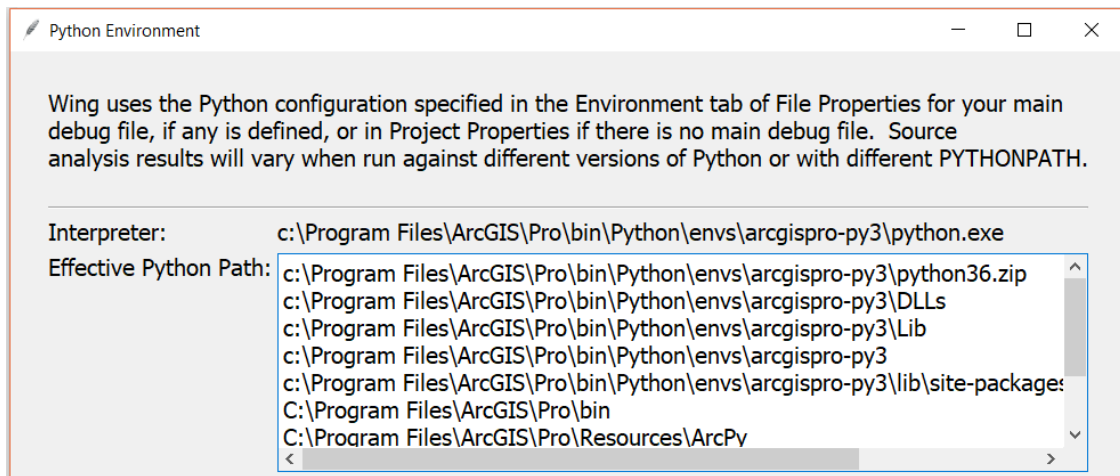 Python Environment
Wing uses the Python configuration specified in the Environment tab of File Properties for your main
debug file, if any is defined, or in Project Properties if there is no main debug file.  Source
analysis results will vary when run against different versions of Python or with different PYTHONPATH.
Interpreter: c:\Program Files\ArcGIS\Pro\bin\Python\envs\arcgispro-py3\python.exe
Effective Python Path: c:\Program Files\ArcGIS\Pro\bin\Python\envs\arcgispro-py3\python36.zip
c:\Program Files\ArcGIS\Pro\bin\Python\envs\arcgispro-py3\DLLs
c:\Program Files\ArcGIS\Pro\bin\Python\envs\arcgispro-py3\Lib
c:\Program Files\ArcGIS\Pro\bin\Python\envs\arcgispro-py3
c:\Program Files\ArcGIS\Pro\bin\Python\envs\arcgispro-py3\lib\site-packages
C:\Program Files\ArcGIS\Pro\bin
C:\Program Files\ArcGIS\Pro\Resources\ArcPy